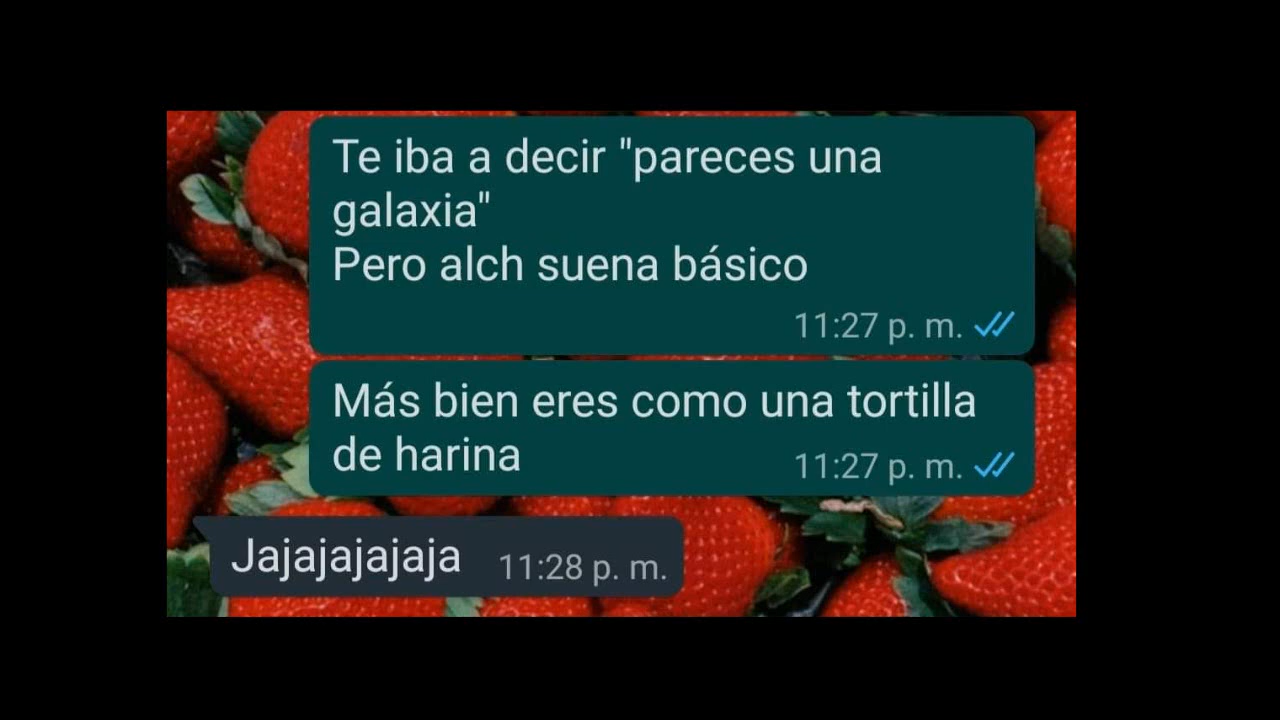 Te iba a decir "pareces una
galaxia"
Pero alch suena básico
11:27 p. m.
Más bien eres como una tortilla
de harina
11:27 p. m.
Jajajajajaja
11:28 p. m.